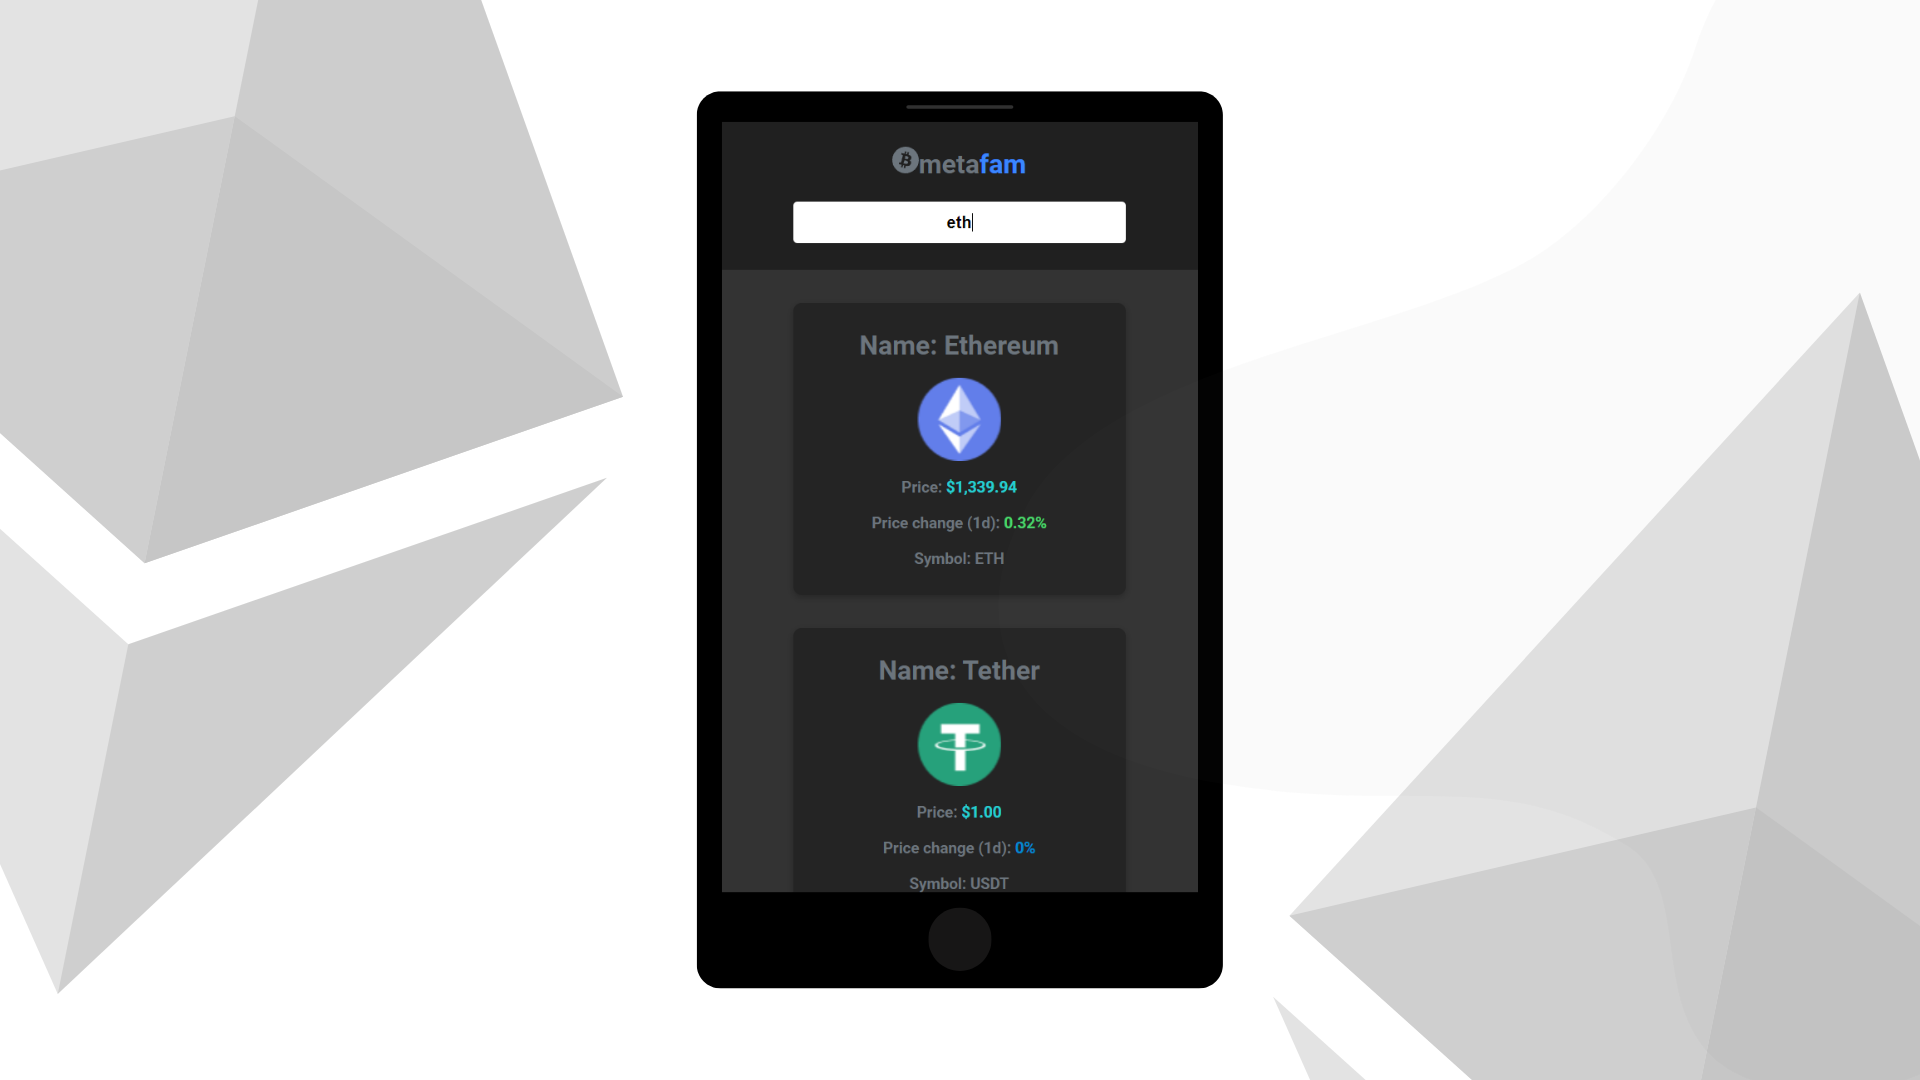 metafam
eth
Name: Ethereum
Price: $1,339.94
Price change (1d): 0.32%
Symbol: ETH
Name: Tether
Price: $1.00
Price change (1d): 0%
Symbol: USDT